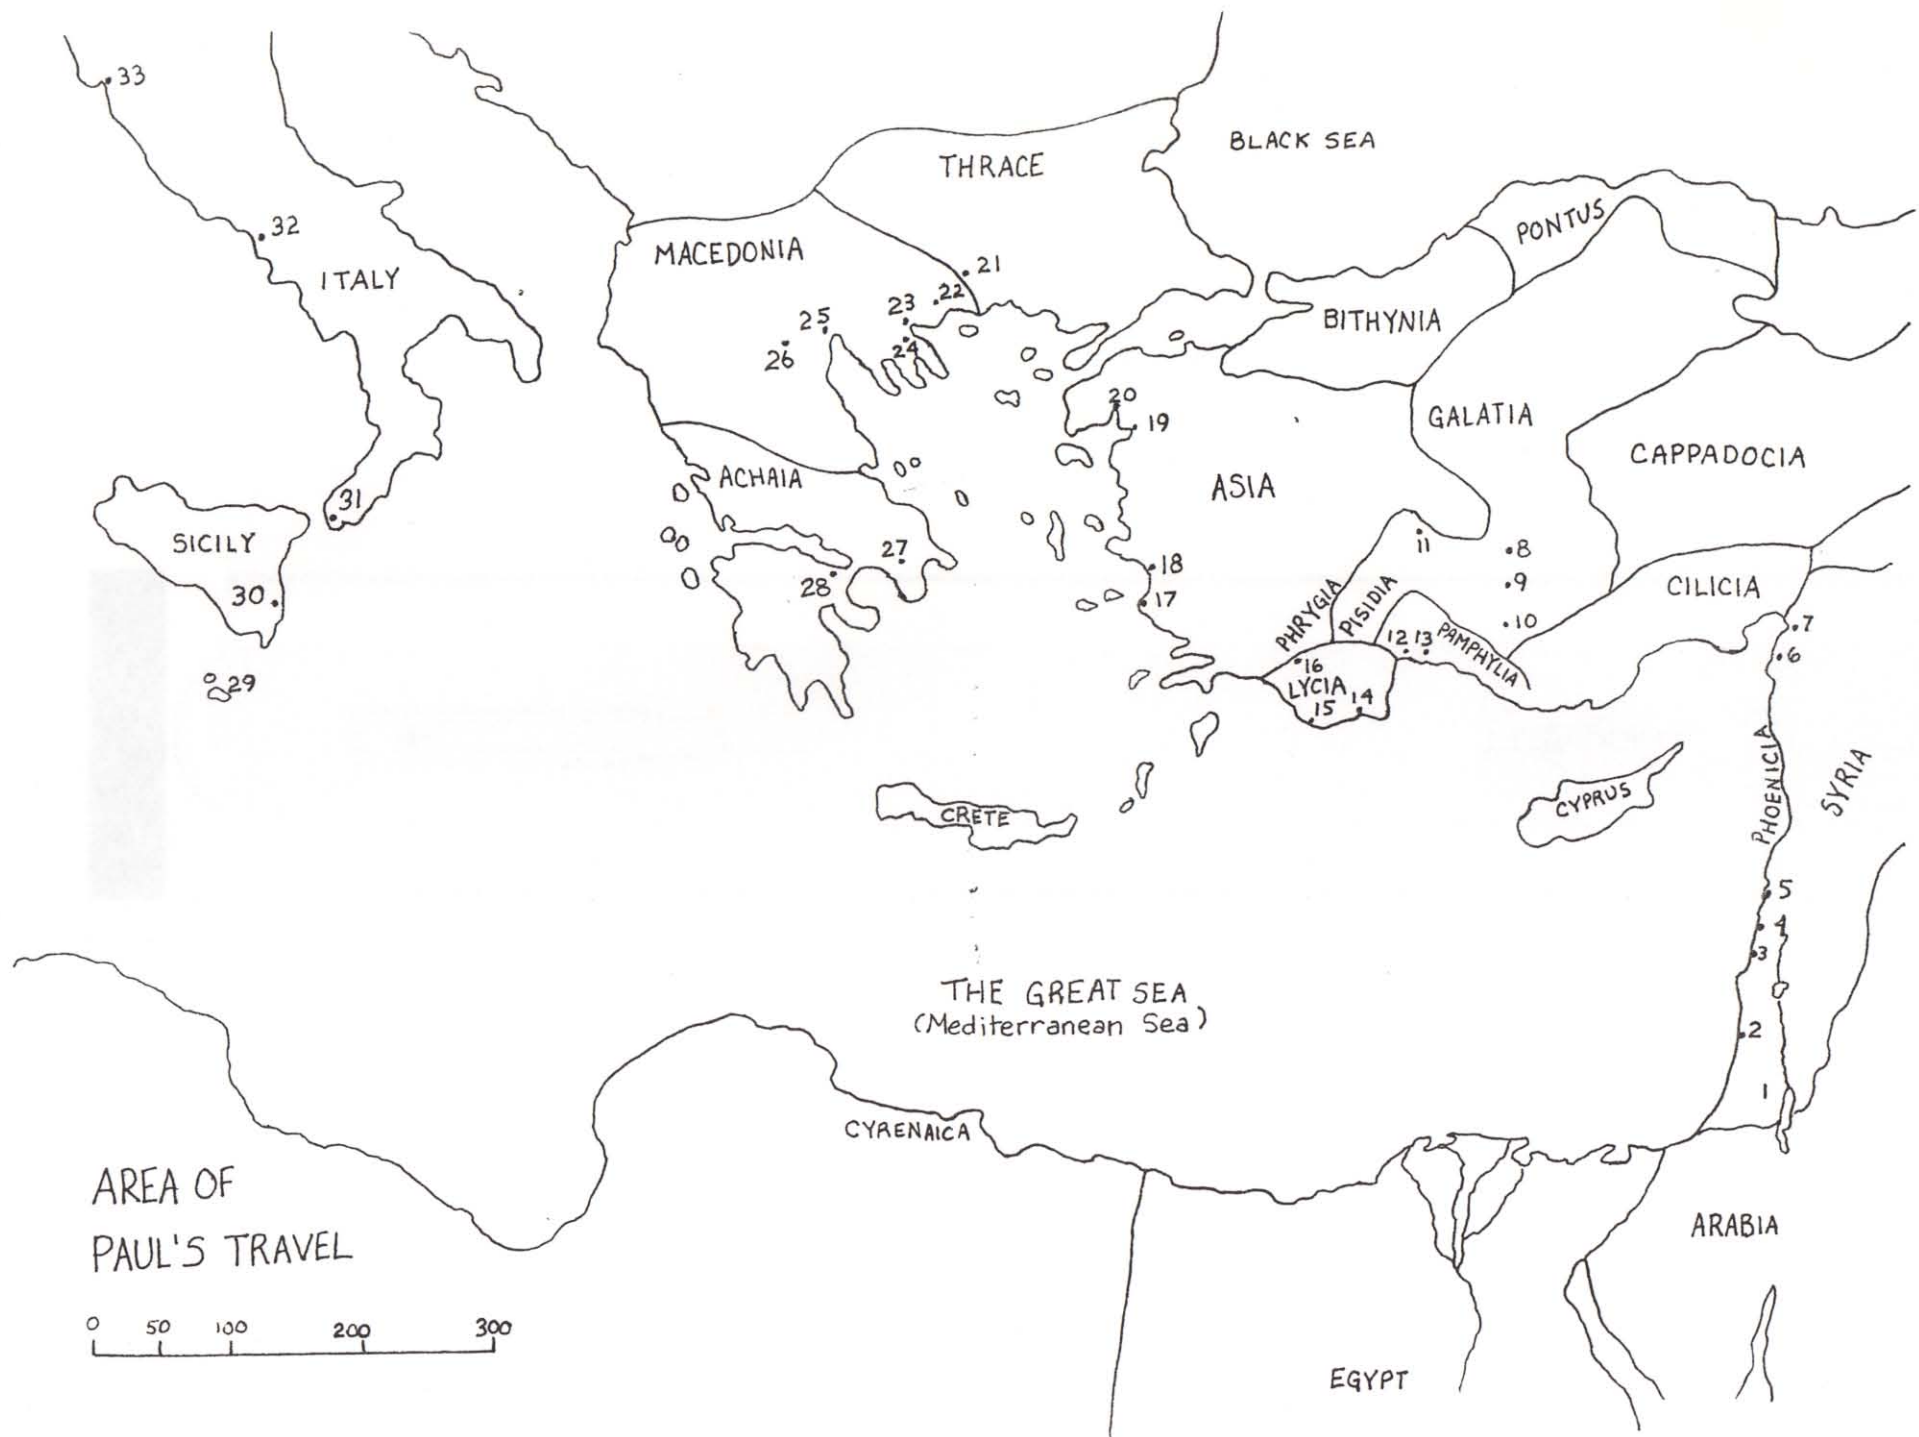 33
BLACK SEA
THRACE
PONTUS
32
ITALY
MACEDONIA
21
22
23
24
25
26
BITHYNIA
20
19
GALATIA
CAPPADOCIA
ACHAIA
ASIA
31
SICILY
30
29
27
28
18
17
11
8
9
10
CILICIA
7
6
PHRYGIA
PISIDIA
12 13
PAMPHYLIA
16
LYCIA
14
15
PHOENICIA
SYRIA
CRETE
CYPRUS
5
4
3
2
1
THE GREAT SEA
(Mediterranean Sea)
CYRENAICA
AREA OF
PAUL'S TRAVEL
0 50 100 200 300
ARABIA
EGYPT